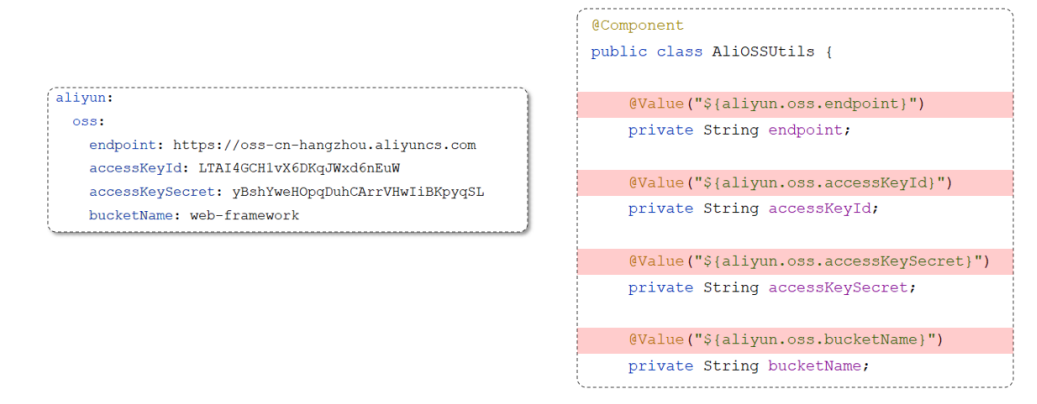 aliyun:
oss:
endpoint: https://oss-cn-hangzhou.aliyuncs.com
accessKeyId: LTAI4GCH1vX6DKqJWxd6nEuW
accessKeySecret: yBshYweHOpqDuhCArrVHwIiBKpyqSL
bucketName: web-framework
@Component
public class AliOSSUtils {
@Value("${aliyun.oss.endpoint}")
private String endpoint;
@Value("${aliyun.oss.accessKeyId}")
private String accessKeyId;
@Value("${aliyun.oss.accessKeySecret}")
private String accessKeySecret;
@Value("${aliyun.oss.bucketName}")
private String bucketName;